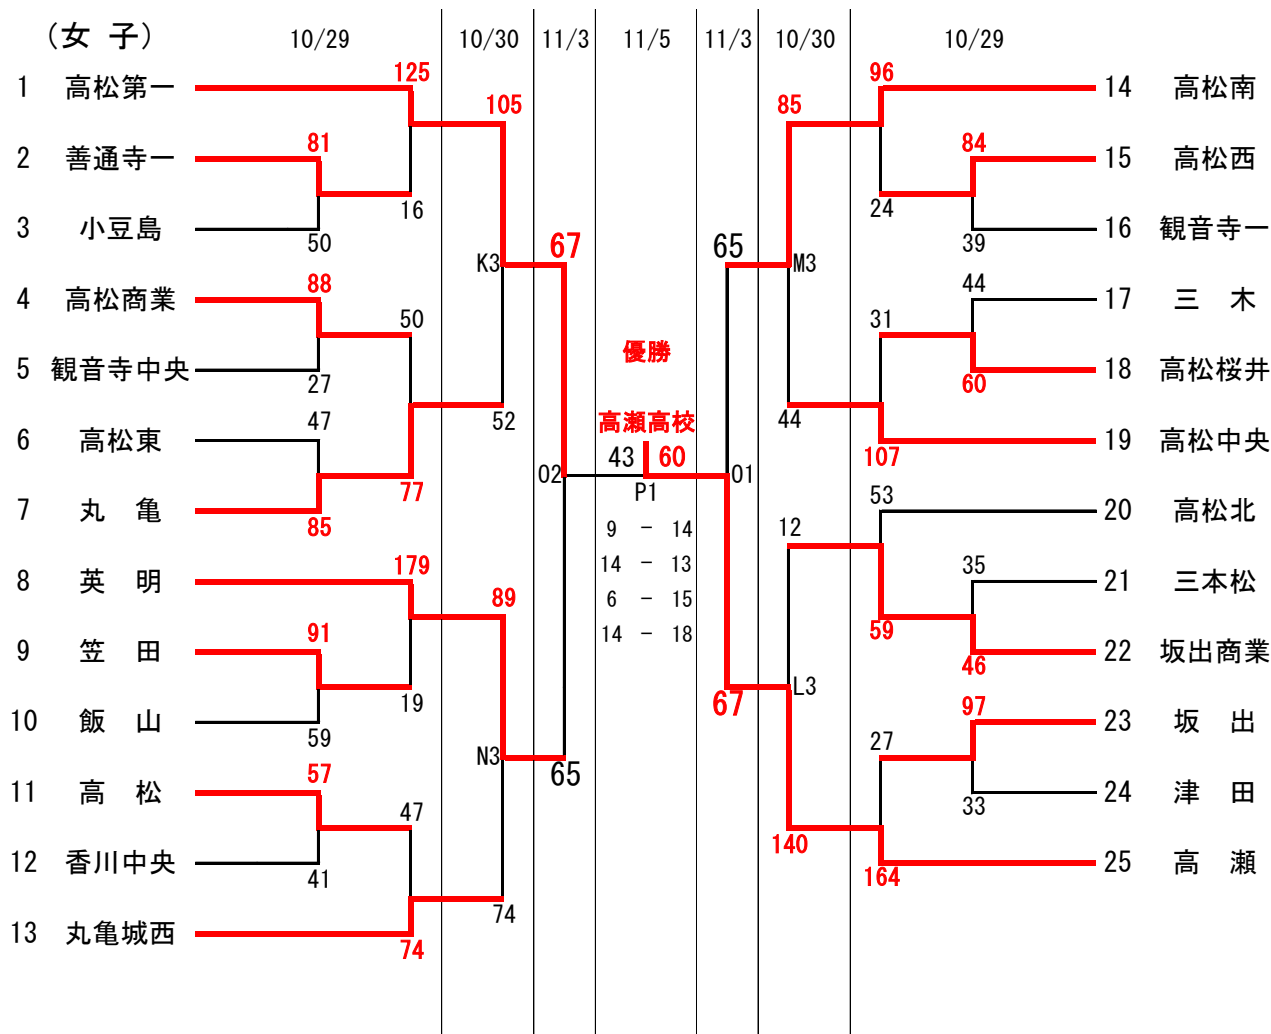 (女 子)
10/29 10/30 11/3 11/5 11/3 10/30 10/29
1 高松第一 125 105 85 96 14 高松南
2 善通寺一 81 84 15 高松西
3 小豆島 50 16 24 39 16 観音寺一
K3 67 65 M3
4 高松商業 88 50 31 44 17 三 木
優勝
5 観音寺中央 27 60 18 高松桜井
6 高松東 47 52 高瀬高校 44 107 19 高松中央
O2 43 60 O1
P1
7 丸 亀 85 77 12 53 20 高松北
9 − 14
14 − 13
6 − 15
14 − 18
8 英 明 179 89 35 21 三本松
9 笠 田 91 59 46 22 坂出商業
10 飯 山 59 19 67 L3 97 23 坂 出
N3 65 27
11 高 松 57 47 33 24 津 田
12 香川中央 41 140 164 25 高 瀬
13 丸亀城西 74 74